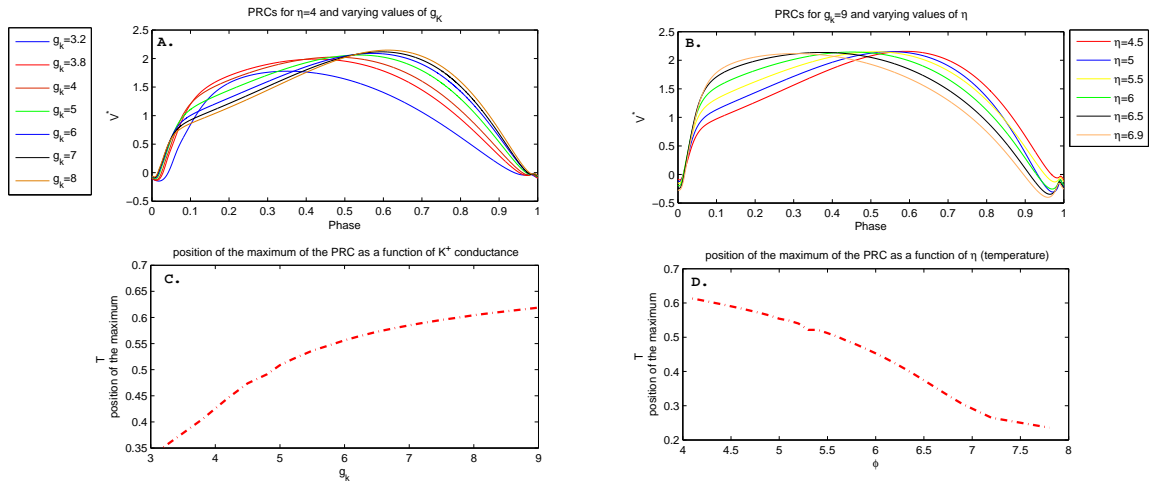 PRCs for η=4 and varying values of g_K
A.
g_k=3.2
g_k=3.8
g_k=4
g_k=5
g_k=6
g_k=7
g_k=8
2.5
2
1.5
1
0.5
0
−0.5
V*
0 0.1 0.2 0.3 0.4 0.5 0.6 0.7 0.8 0.9 1
Phase
PRCs for g_k=9 and varying values of η
B.
2.5
2
1.5
1
0.5
0
−0.5
V*
0 0.1 0.2 0.3 0.4 0.5 0.6 0.7 0.8 0.9 1
Phase
η=4.5
η=5
η=5.5
η=6
η=6.5
η=6.9
position of the maximum of the PRC as a function of K⁺ conductance
C.
0.7
0.65
0.6
0.55
0.5
0.45
0.4
0.35
T
position of the maximum
3 4 5 6 7 8 9
g_k
position of the maximum of the PRC as a function of η (temperature)
D.
0.7
0.6
0.5
0.4
0.3
0.2
T
position of the maximum
4 4.5 5 5.5 6 6.5 7 7.5 8
ϕ